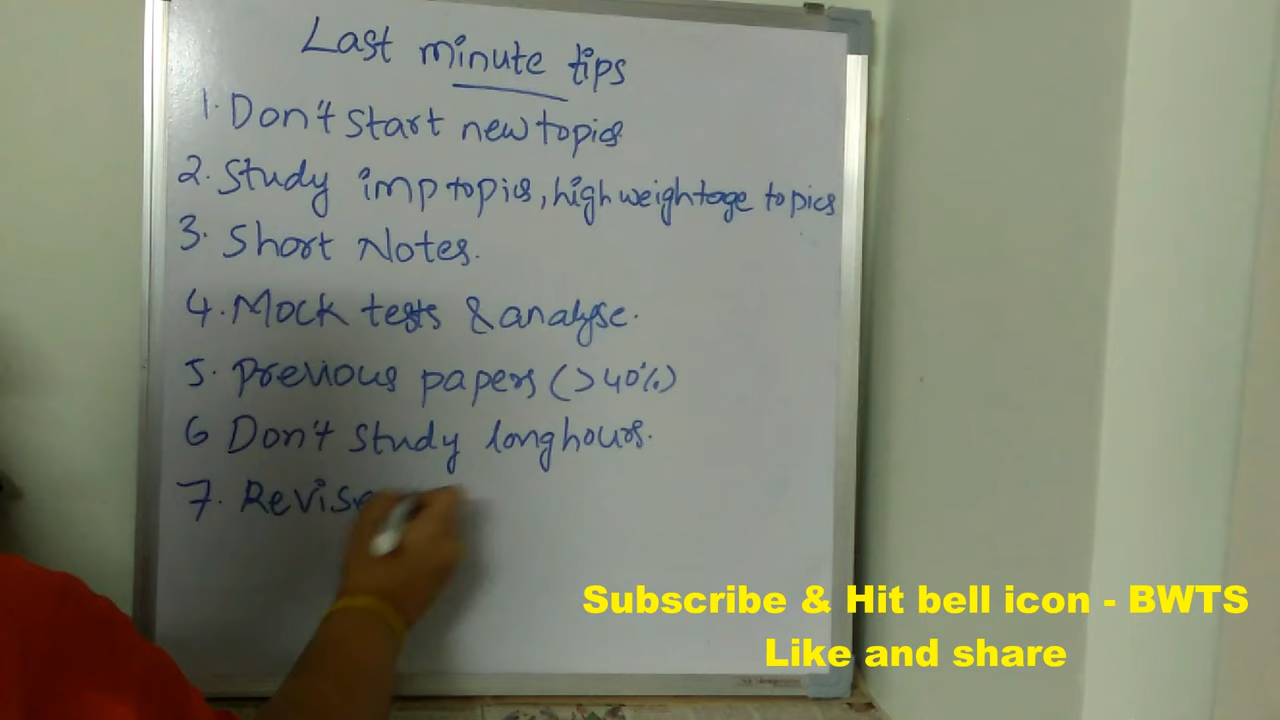 Last minute tips
1. Don't start new topics
2. Study imp topics, high weightage topics
3. Short Notes.
4. Mock tests & analyse.
5. Previous papers (>40%)
6 Don't study long hours.
7. Revise
Subscribe & Hit bell icon - BWTS
Like and share